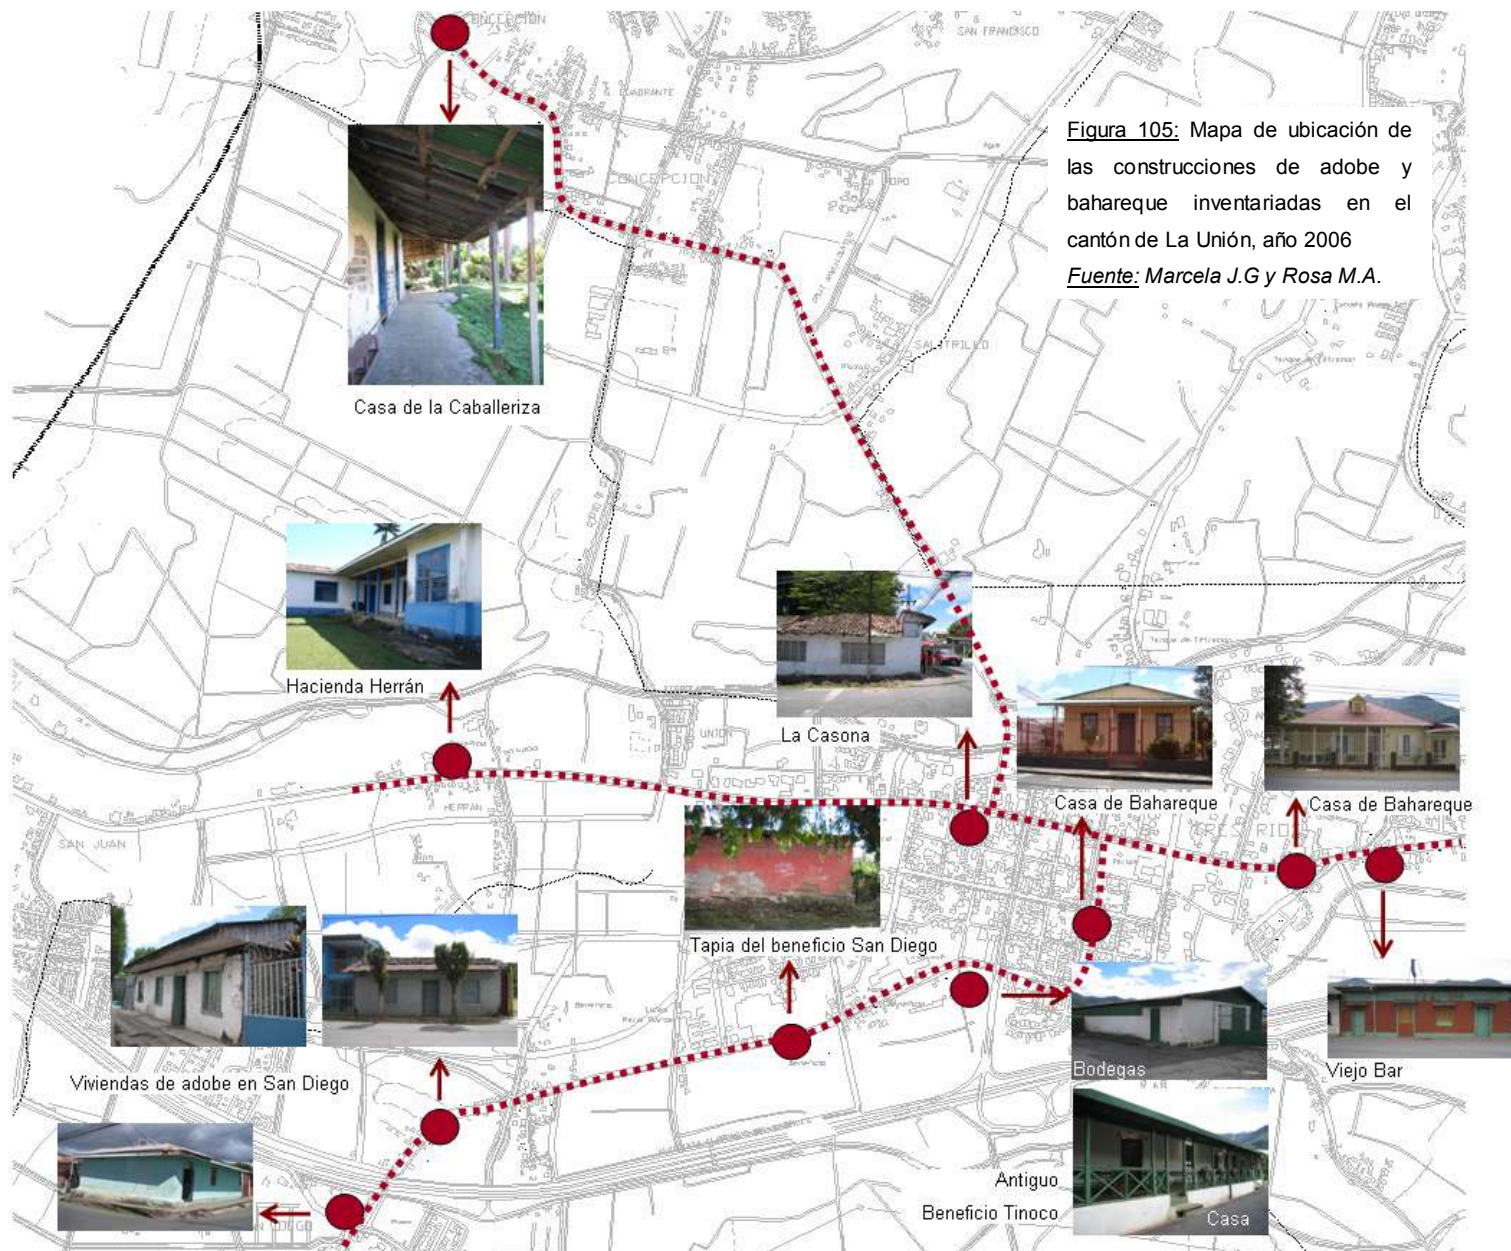 CONCEPCION
SAN FRANCISCO
CUADRANTE
Figura 105: Mapa de ubicación de
las construcciones de adobe y
bahareque inventariadas en el
cantón de La Unión, año 2006
Fuente: Marcela J.G y Rosa M.A.
CONCEPCION
SALITRILLO
Casa de la Caballeriza
Hacienda Herrán
La Casona
UNION
Casa de Bahareque
Casa de Bahareque
HERRAN
TRES RIOS
SAN JUAN
Tapia del beneficio San Diego
Bodegas
Viejo Bar
Viviendas de adobe en San Diego
Antiguo
Beneficio Tinoco
Casa